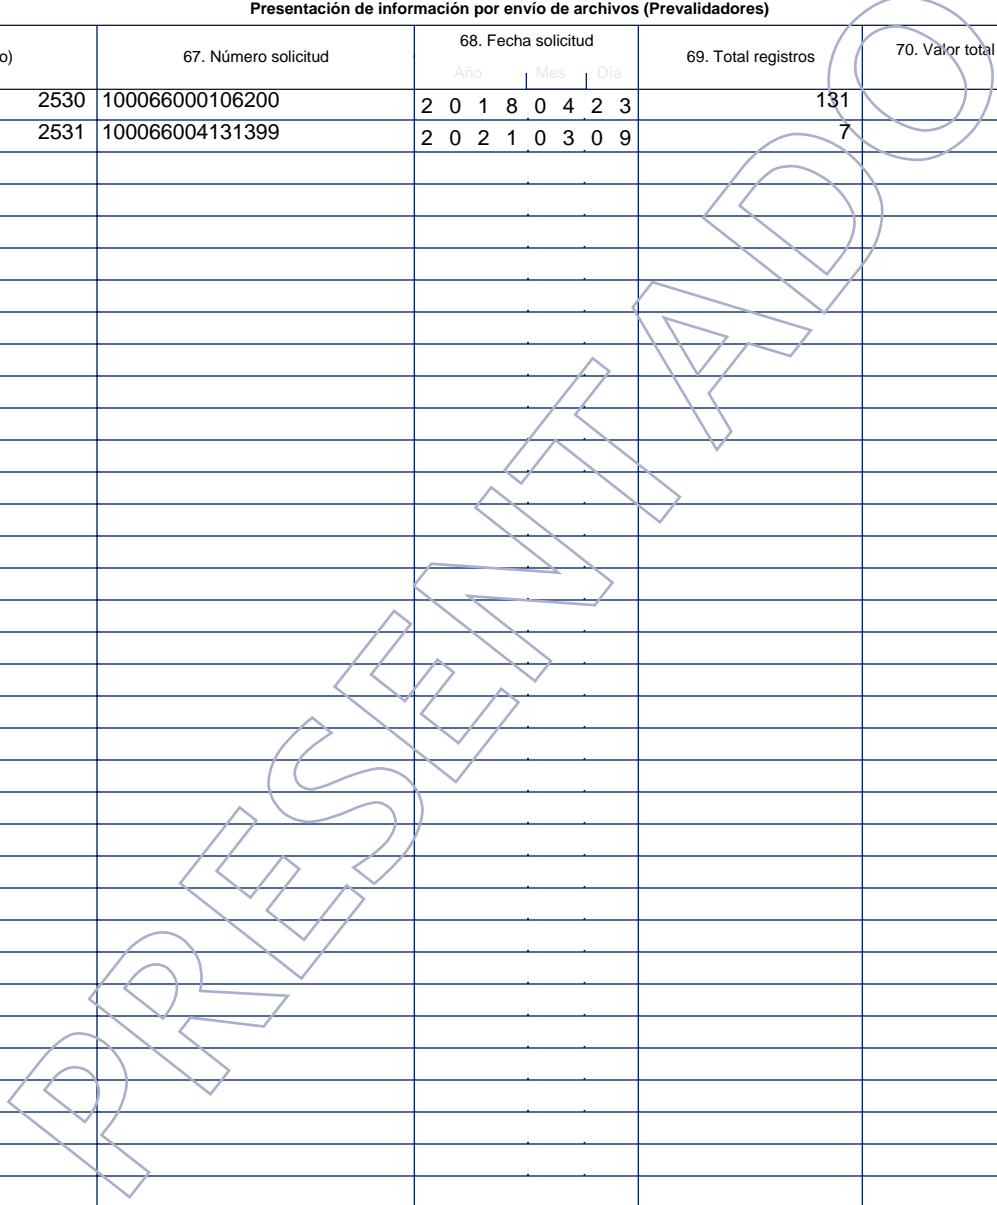 Presentación de información por envío de archivos (Prevalidadores)
o) 67. Número solicitud 68. Fecha solicitud 69. Total registros 70. Valor total
Año Mes Día
2530 100066000106200 2 0 1 8 0 4 2 3 131
2531 100066004131399 2 0 2 1 0 3 0 9 7
PRESENTADO